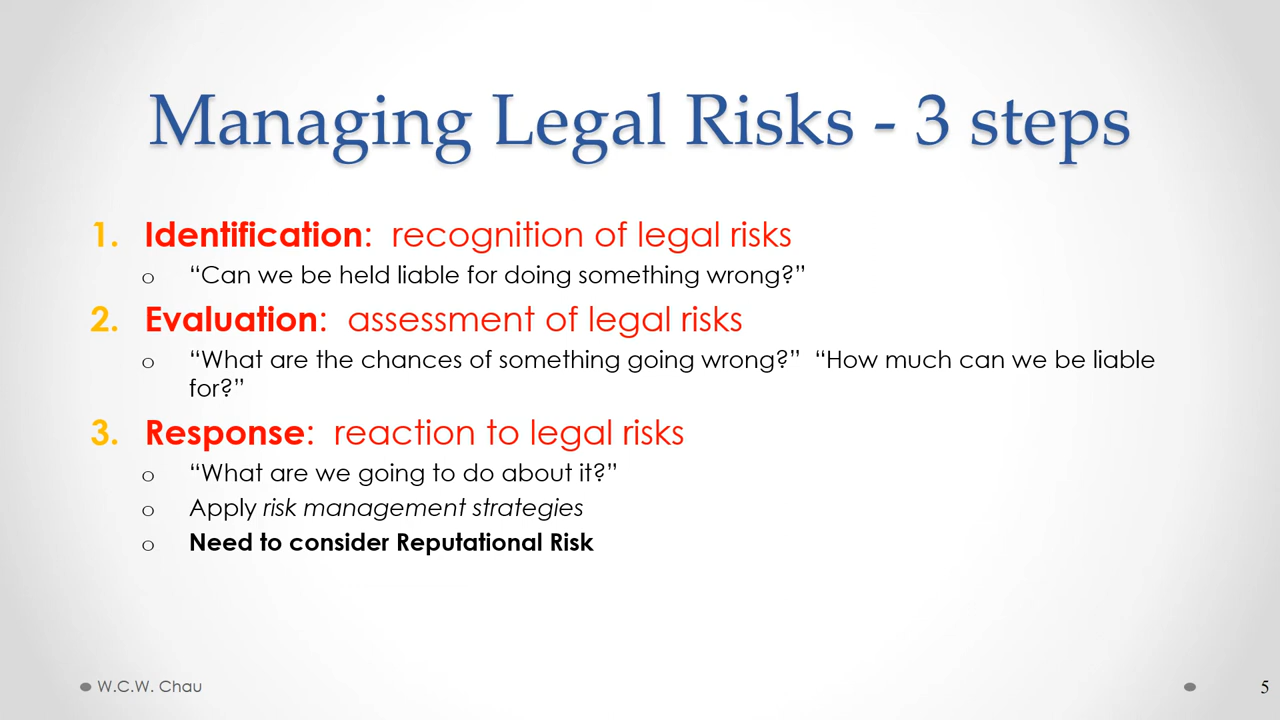 Managing Legal Risks - 3 steps
1. Identification: recognition of legal risks
o “Can we be held liable for doing something wrong?”
2. Evaluation: assessment of legal risks
o “What are the chances of something going wrong?” “How much can we be liable
for?”
3. Response: reaction to legal risks
o “What are we going to do about it?”
o Apply risk management strategies
o Need to consider Reputational Risk
W.C.W. Chau
5